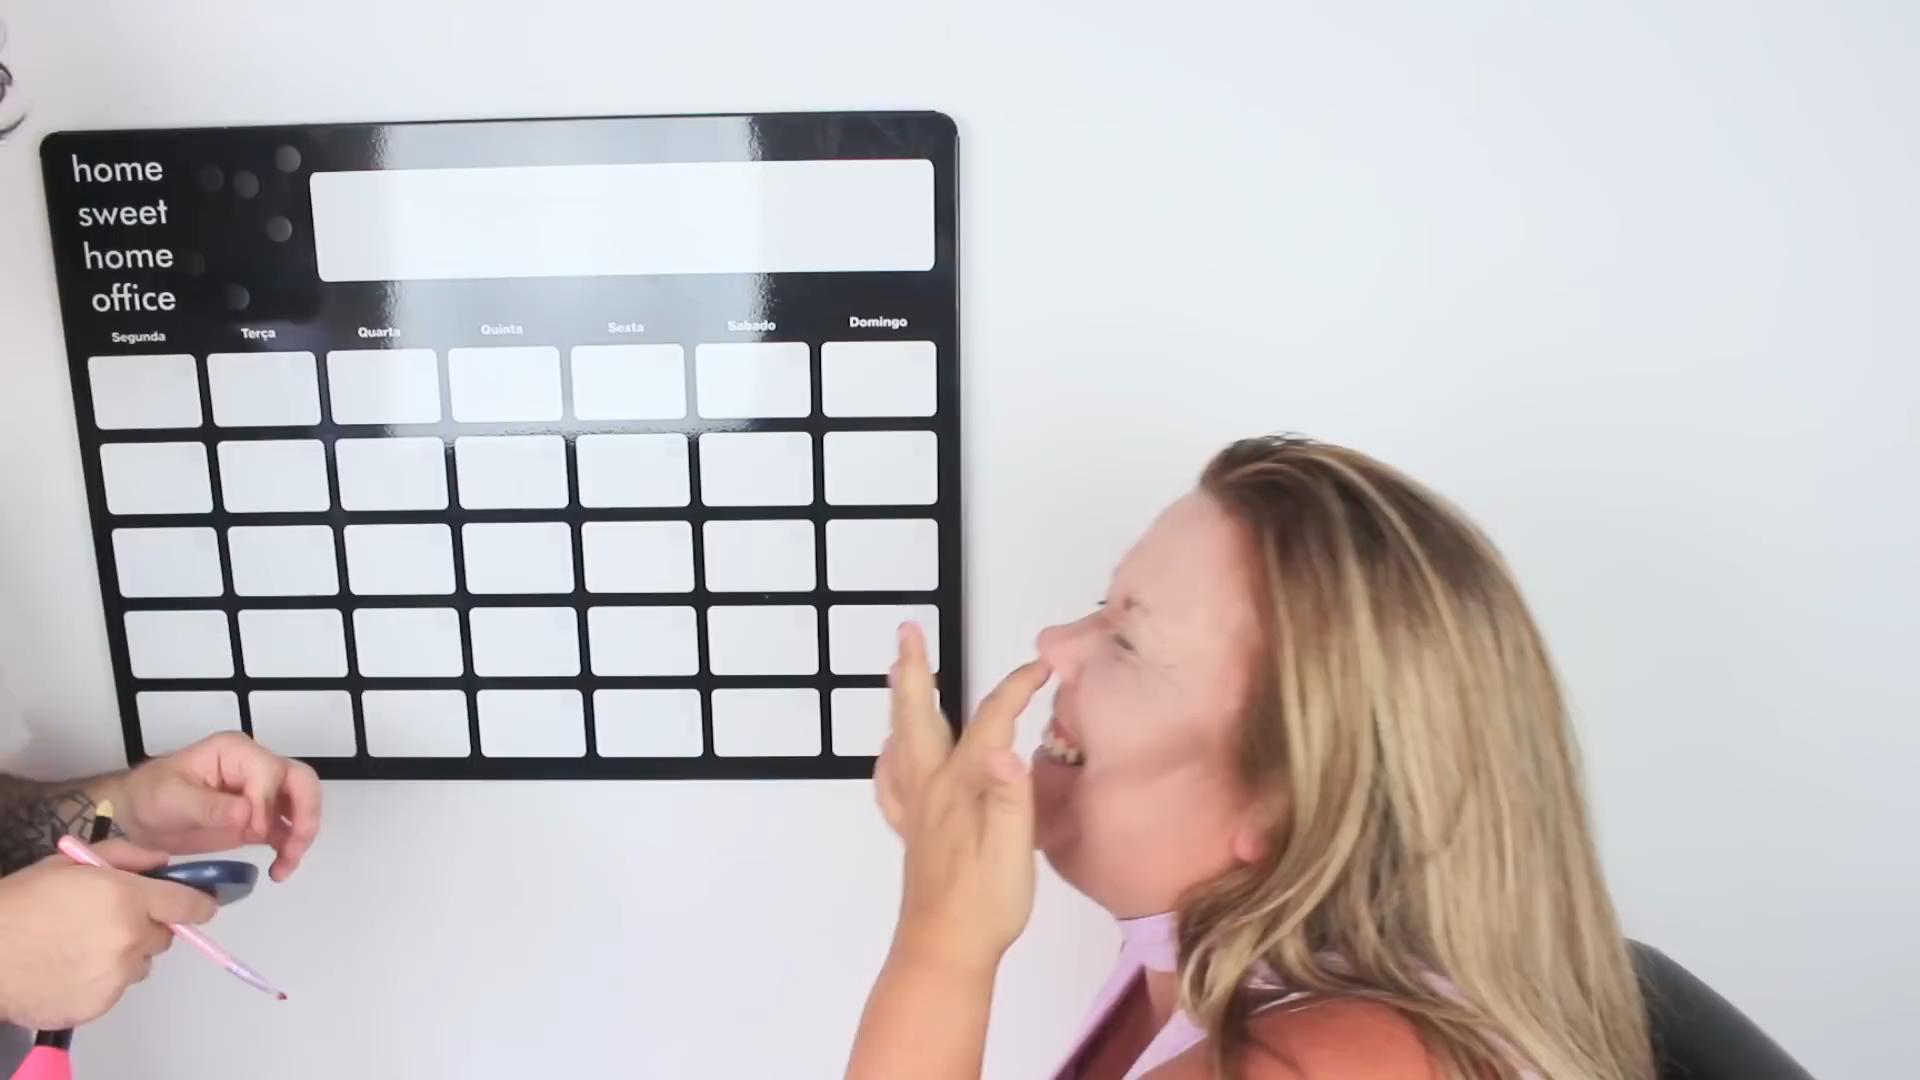 home
sweet
home
office
Segunda Terça Quarta Quinta Sexta Sabado Domingo